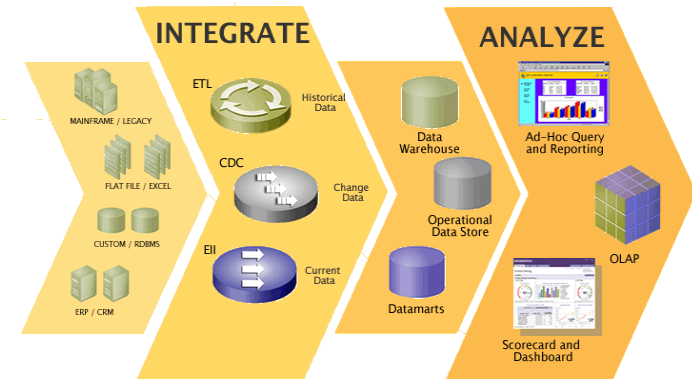 INTEGRATE
ANALYZE
MAINFRAME / LEGACY
FLAT FILE / EXCEL
CUSTOM / RDBMS
ERP / CRM
ETL
Historical
Data
CDC
Change
Data
EII
Current
Data
Data
Warehouse
Operational
Data Store
Datamarts
Ad-Hoc Query
and Reporting
OLAP
Scorecard and
Dashboard